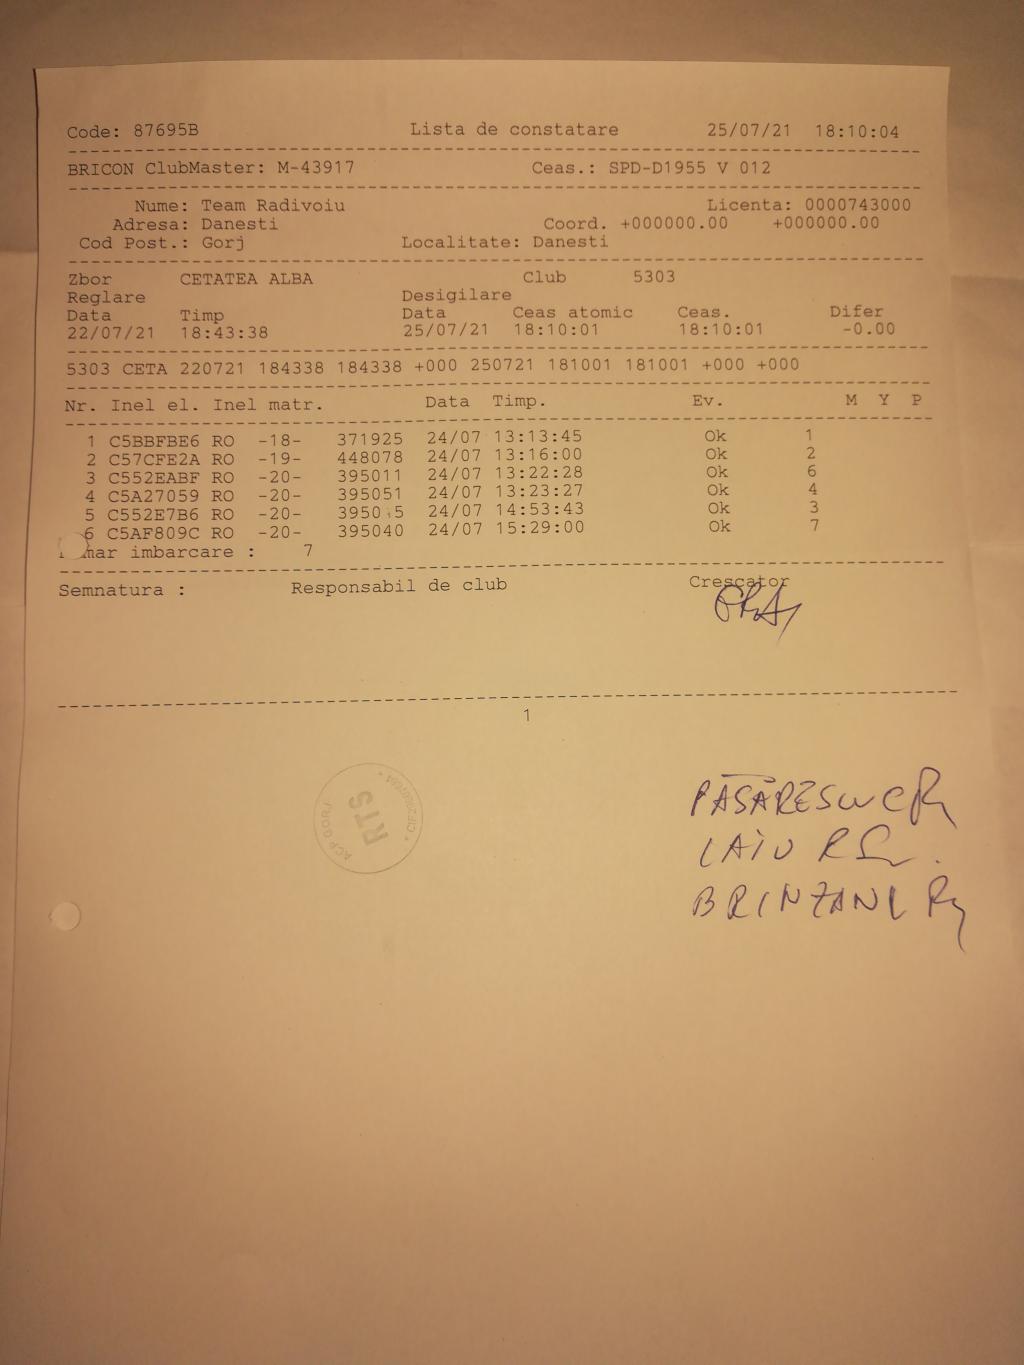 Code: 87695B Lista de constatare 25/07/21 18:10:04
BRICON ClubMaster: M-43917 Ceas.: SPD-D1955 V 012
Nume: Team Radivoiu Licenta: 0000743000
Adresa: Danesti Coord. +000000.00 +000000.00
Cod Post.: Gorj Localitate: Danesti
Zbor CETATEA ALBA Club 5303
Reglare Desigilare
Data Timp Data Ceas atomic Ceas. Difer
22/07/21 18:43:38 25/07/21 18:10:01 18:10:01 -0.00
5303 CETA 220721 184338 184338 +000 250721 181001 181001 +000 +000
Nr. Inel el. Inel matr. Data Timp. Ev. M Y P
1 C5BBFBE6 RO -18- 371925 24/07 13:13:45 Ok 1
2 C57CFE2A RO -19- 448078 24/07 13:16:00 Ok 2
3 C552EABF RO -20- 395011 24/07 13:22:28 Ok 6
4 C5A27059 RO -20- 395051 24/07 13:23:27 Ok 4
5 C552E7B6 RO -20- 24/07 14:53:43 Ok 3
6 C5AF809C RO -20- 395040 24/07 15:29:00 Ok 7
imbarcare : 7
Semnatura : Responsabil de club Crescator
1
ACP GORJ
RTS
LAIU
BRINZAN